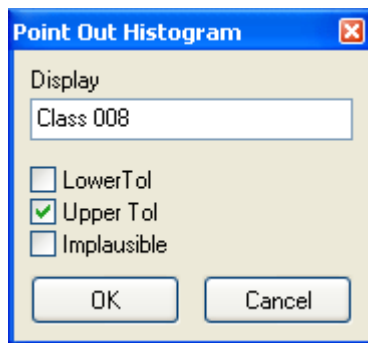 Point Out Histogram
Display
Class 008
LowerTol
Upper Tol
Implausible
OK Cancel